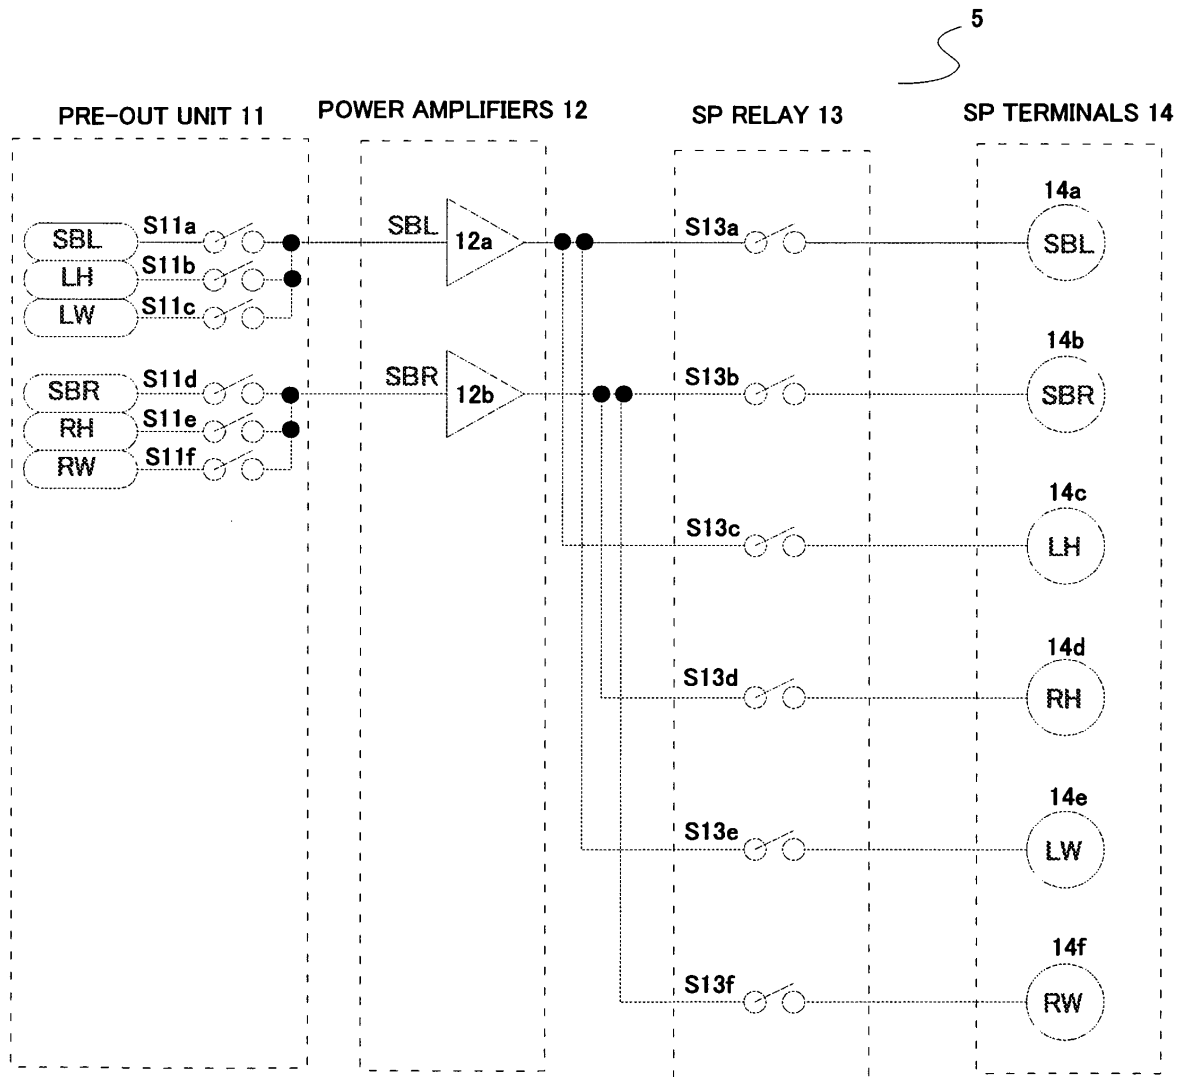 5
PRE-OUT UNIT 11
POWER AMPLIFIERS 12
SP RELAY 13
SP TERMINALS 14
SBL
S11a
LH
S11b
LW
S11c
SBR
S11d
RH
S11e
RW
S11f
SBL
12a
SBR
12b
S13a
S13b
S13c
S13d
S13e
S13f
14a
SBL
14b
SBR
14c
LH
14d
RH
14e
LW
14f
RW